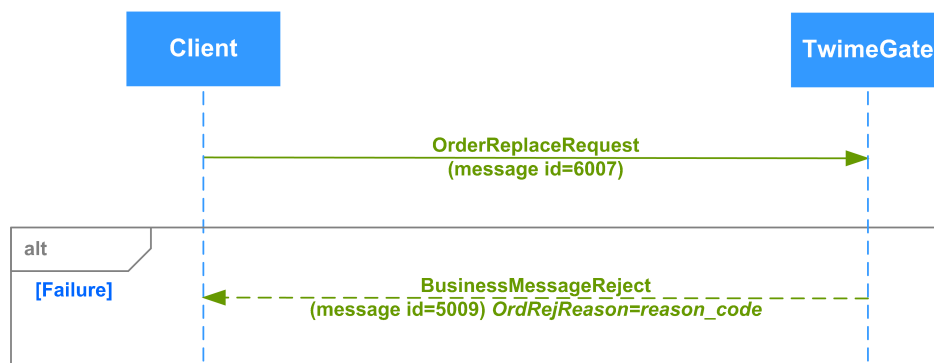 Client
TwimeGate
OrderReplaceRequest
(message id=6007)
alt
[Failure]
BusinessMessageReject
(message id=5009) OrdRejReason=reason_code